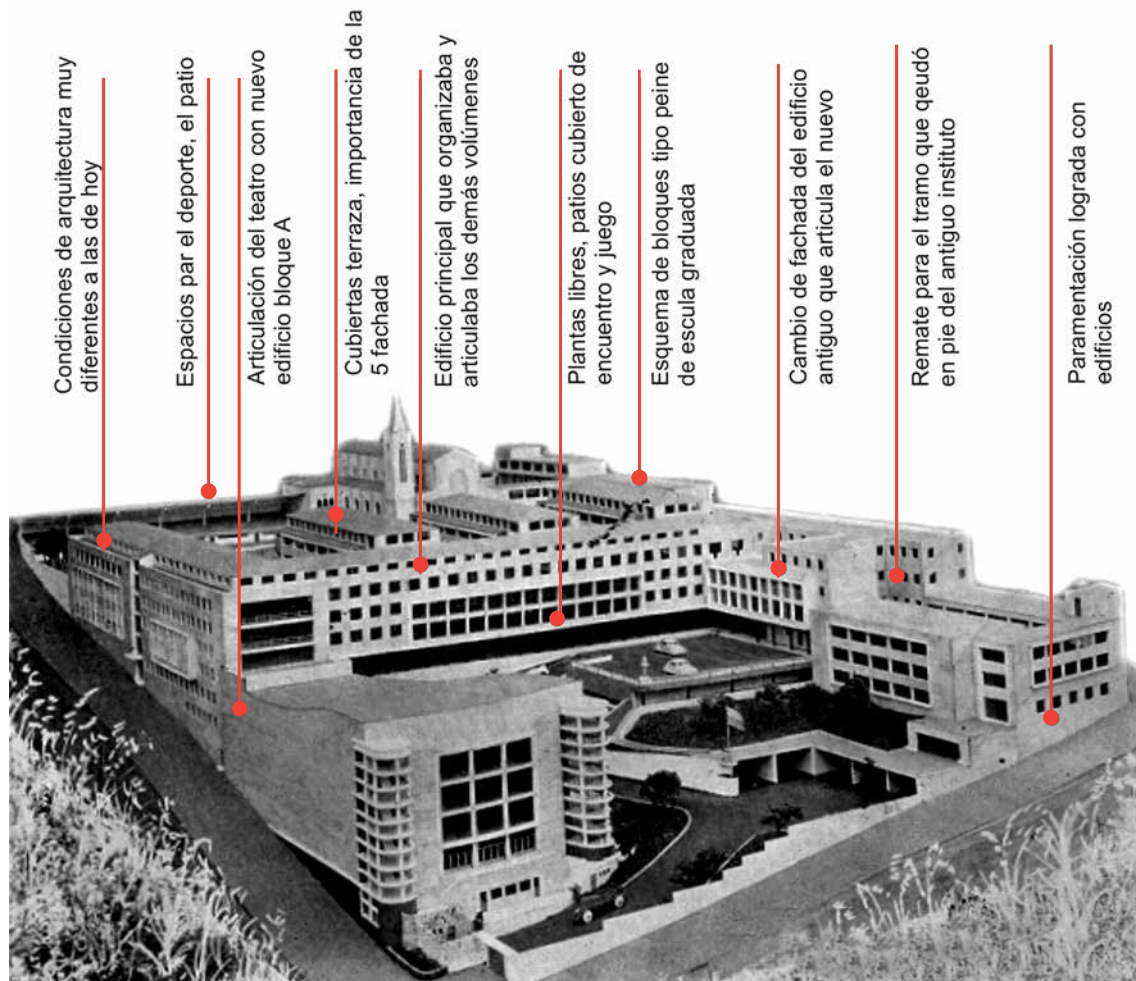 Condiciones de arquitectura muy
diferentes a las de hoy
Espacios par el deporte, el patio
Articulación del teatro con nuevo
edificio bloque A
Cubiertas terraza, importancia de la
5 fachada
Edificio principal que organizaba y
articulaba los demás volúmenes
Plantas libres, patios cubierto de
encuentro y juego
Esquema de bloques tipo peine
de escula graduada
Cambio de fachada del edificio
antiguo que articula el nuevo
Remate para el tramo que qeudó
en pie del antiguo instituto
Paramentación lograda con
edificios